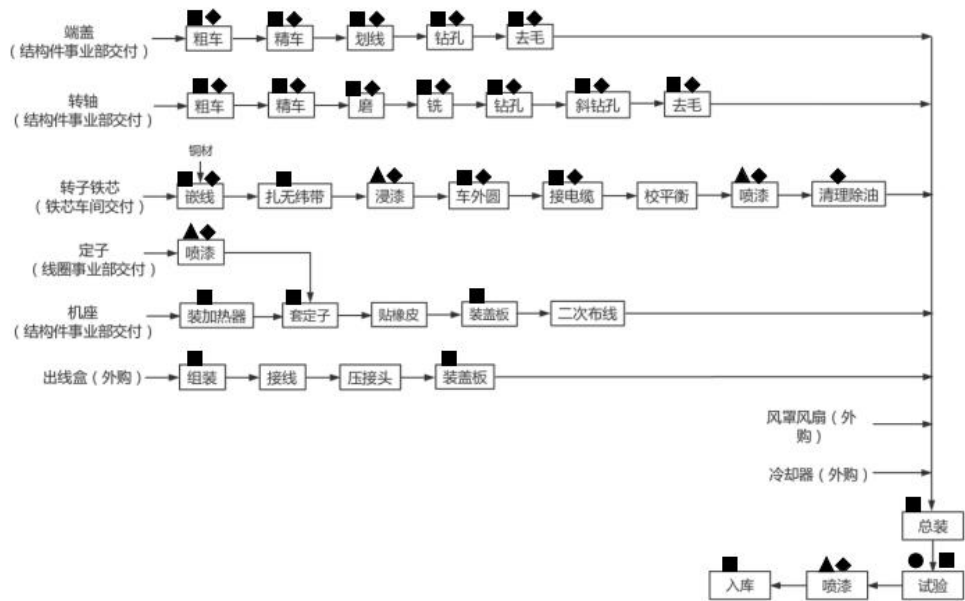 端盖
（结构件事业部交付）
粗车
精车
划线
钻孔
去毛
转轴
（结构件事业部交付）
粗车
精车
磨
铣
钻孔
斜钻孔
去毛
铜材
转子铁芯
（铁芯车间交付）
嵌线
扎无纬带
浸漆
车外圆
接电缆
校平衡
喷漆
清理除油
定子
（线圈事业部交付）
喷漆
机座
（结构件事业部交付）
装加热器
套定子
贴橡皮
装盖板
二次布线
出线盒（外购）
组装
接线
压接头
装盖板
风罩风扇（外
购）
冷却器（外购）
总装
入库
喷漆
试验